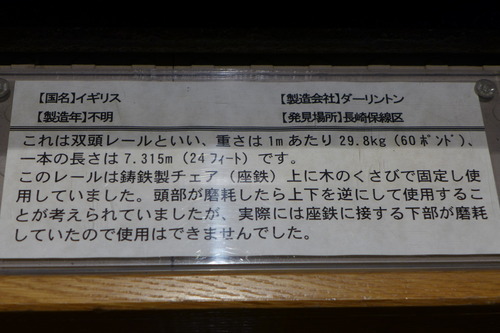 【国名】イギリス 【製造会社】ダーリントン
【製造年】不明 【発見場所】長崎保線区
これは双頭レールといい、重さは1mあたり29.8kg(60ポンド)、
一本の長さは7.315m(24フィート)です。
このレールは鋳鉄製チェア(座鉄)上に木のくさびで固定し使
用していました。頭部が磨耗したら上下を逆にして使用するこ
とが考えられていましたが、実際には座鉄に接する下部が磨耗
していたので使用はできませんでした。